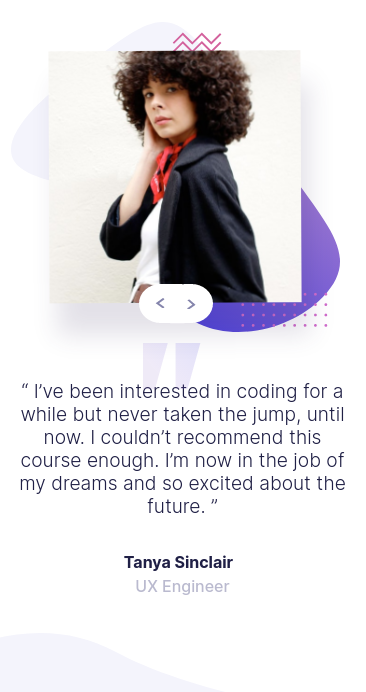 “ I’ve been interested in coding for a
while but never taken the jump, until
now. I couldn’t recommend this
course enough. I’m now in the job of
my dreams and so excited about the
future. ”
Tanya Sinclair
UX Engineer